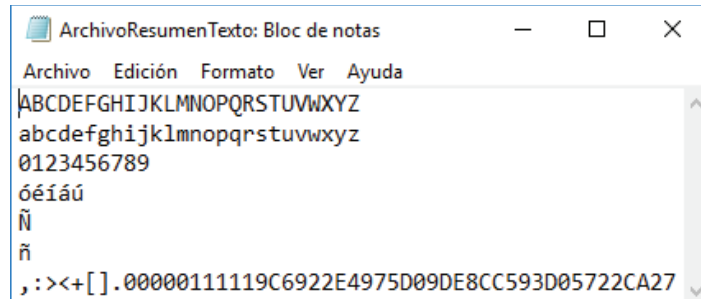 ArchivoResumenTexto: Bloc de notas
Archivo Edición Formato Ver Ayuda
ABCDEFGHIJKLMNOPQRSTUVWXYZ
abcdefghijklmnopqrstuvwxyz
0123456789
óéíáú
Ñ
ñ
,:><+[].00000111119C6922E4975D09DE8CC593D05722CA27